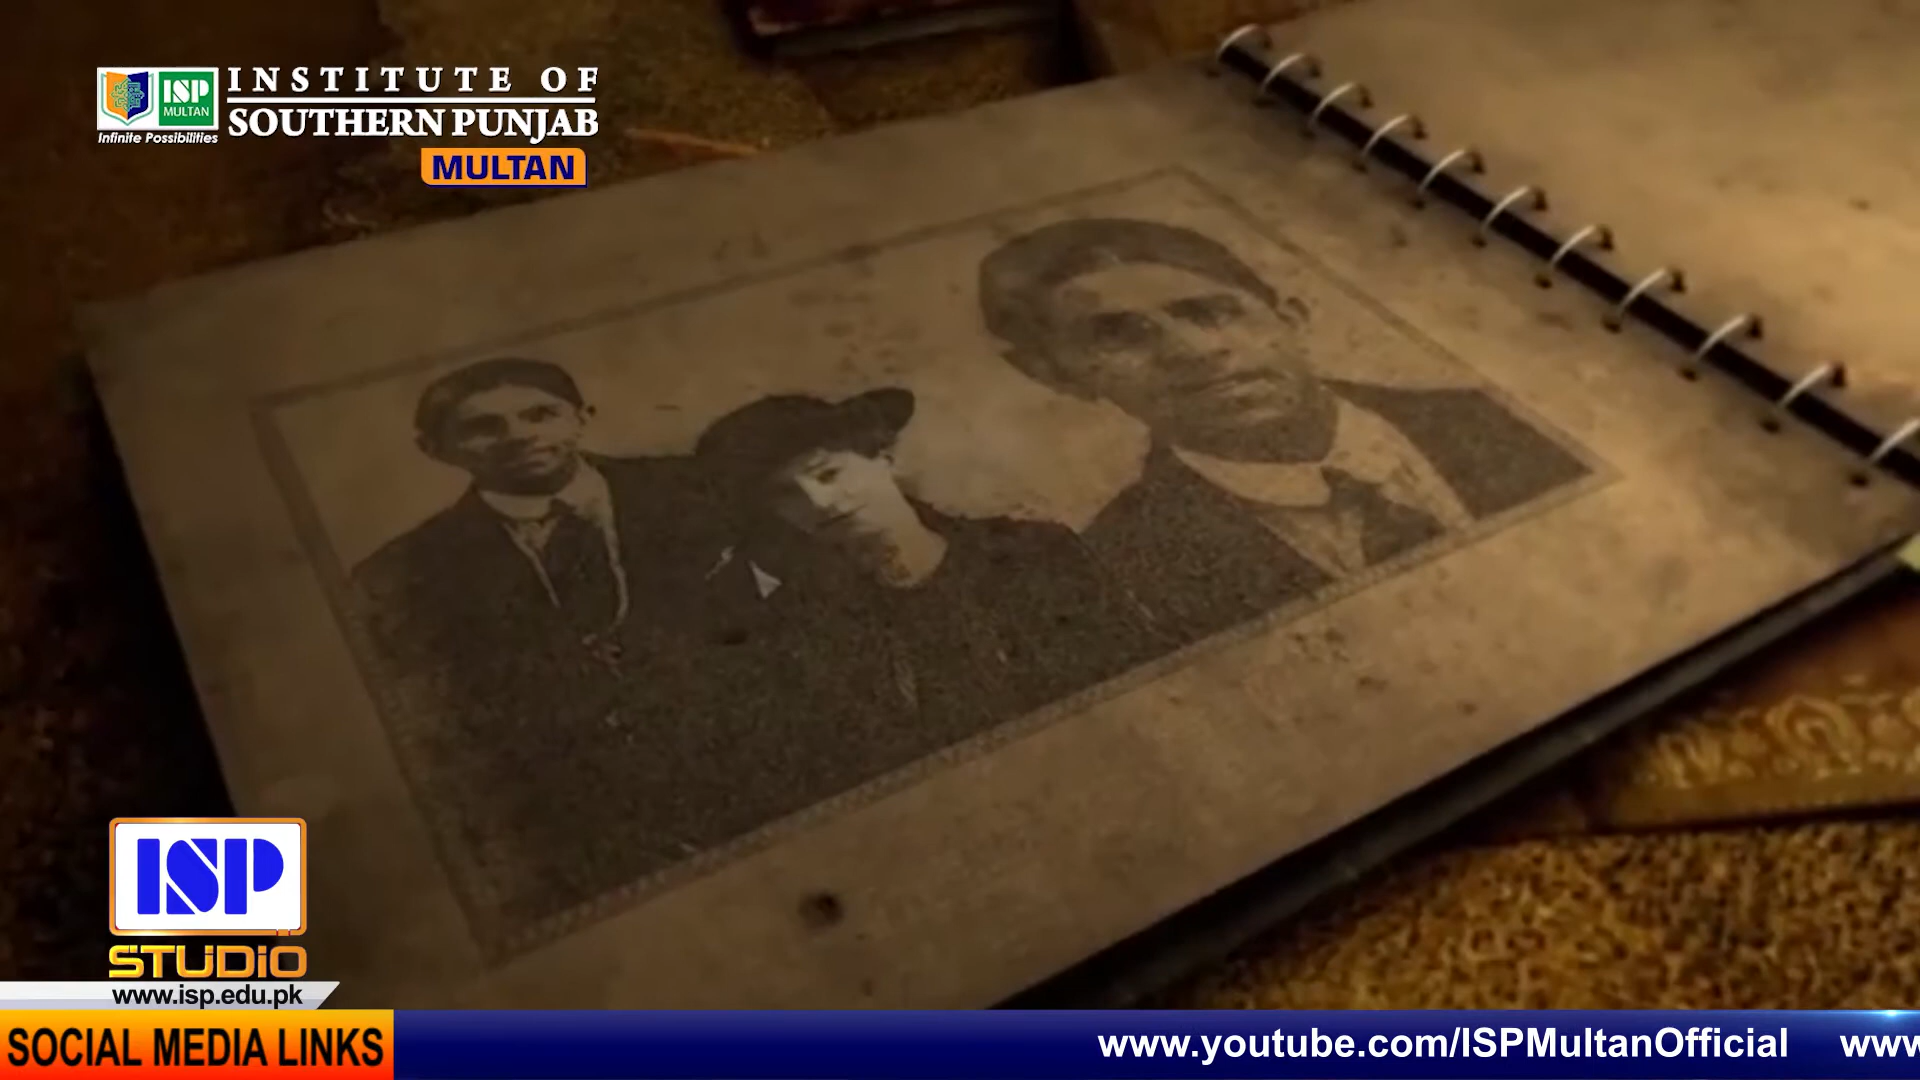 ISP
MULTAN
Infinite Possibilities
INSTITUTE OF
SOUTHERN PUNJAB
MULTAN
ISP
STUDIO
www.isp.edu.pk
SOCIAL MEDIA LINKS
www.youtube.com/ISPMultanOfficial
www